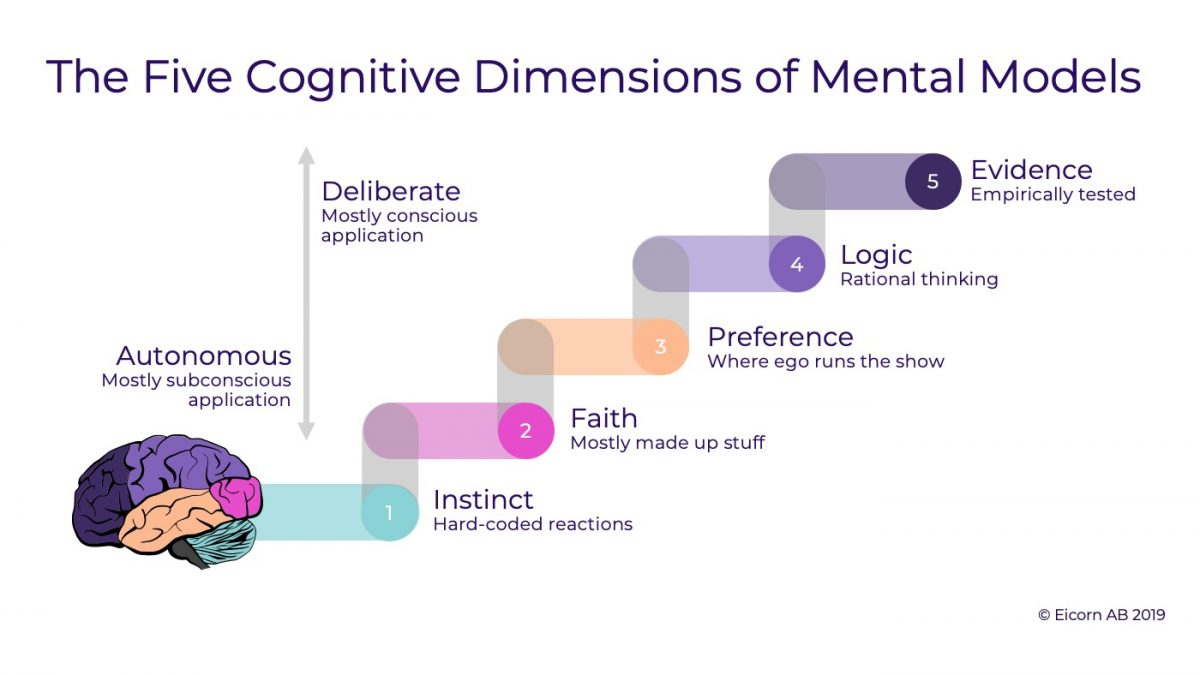 The Five Cognitive Dimensions of Mental Models
Deliberate
Mostly conscious
application
Autonomous
Mostly subconscious
application
5
Evidence
Empirically tested
4
Logic
Rational thinking
3
Preference
Where ego runs the show
2
Faith
Mostly made up stuff
1
Instinct
Hard-coded reactions
© Eicorn AB 2019